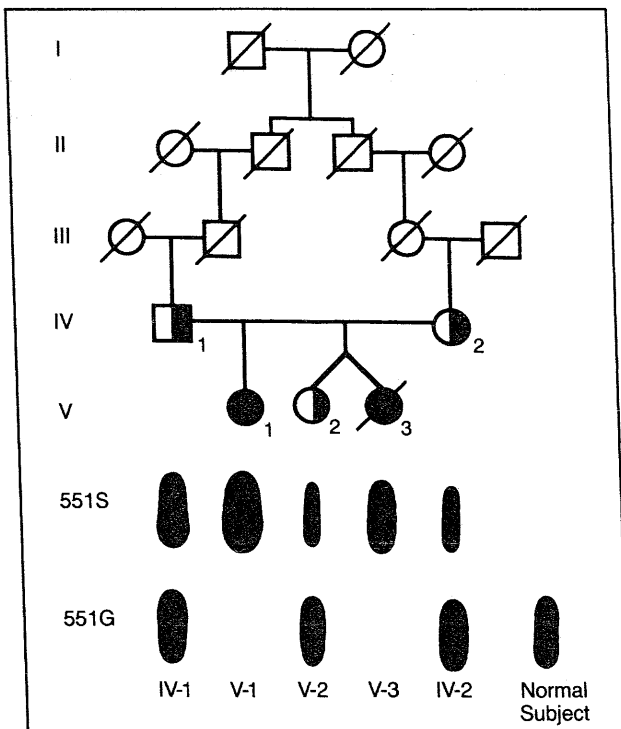 I
II
III
IV
1
2
V
1
2
3
551S
551G
IV-1 V-1 V-2 V-3 IV-2 Normal
Subject